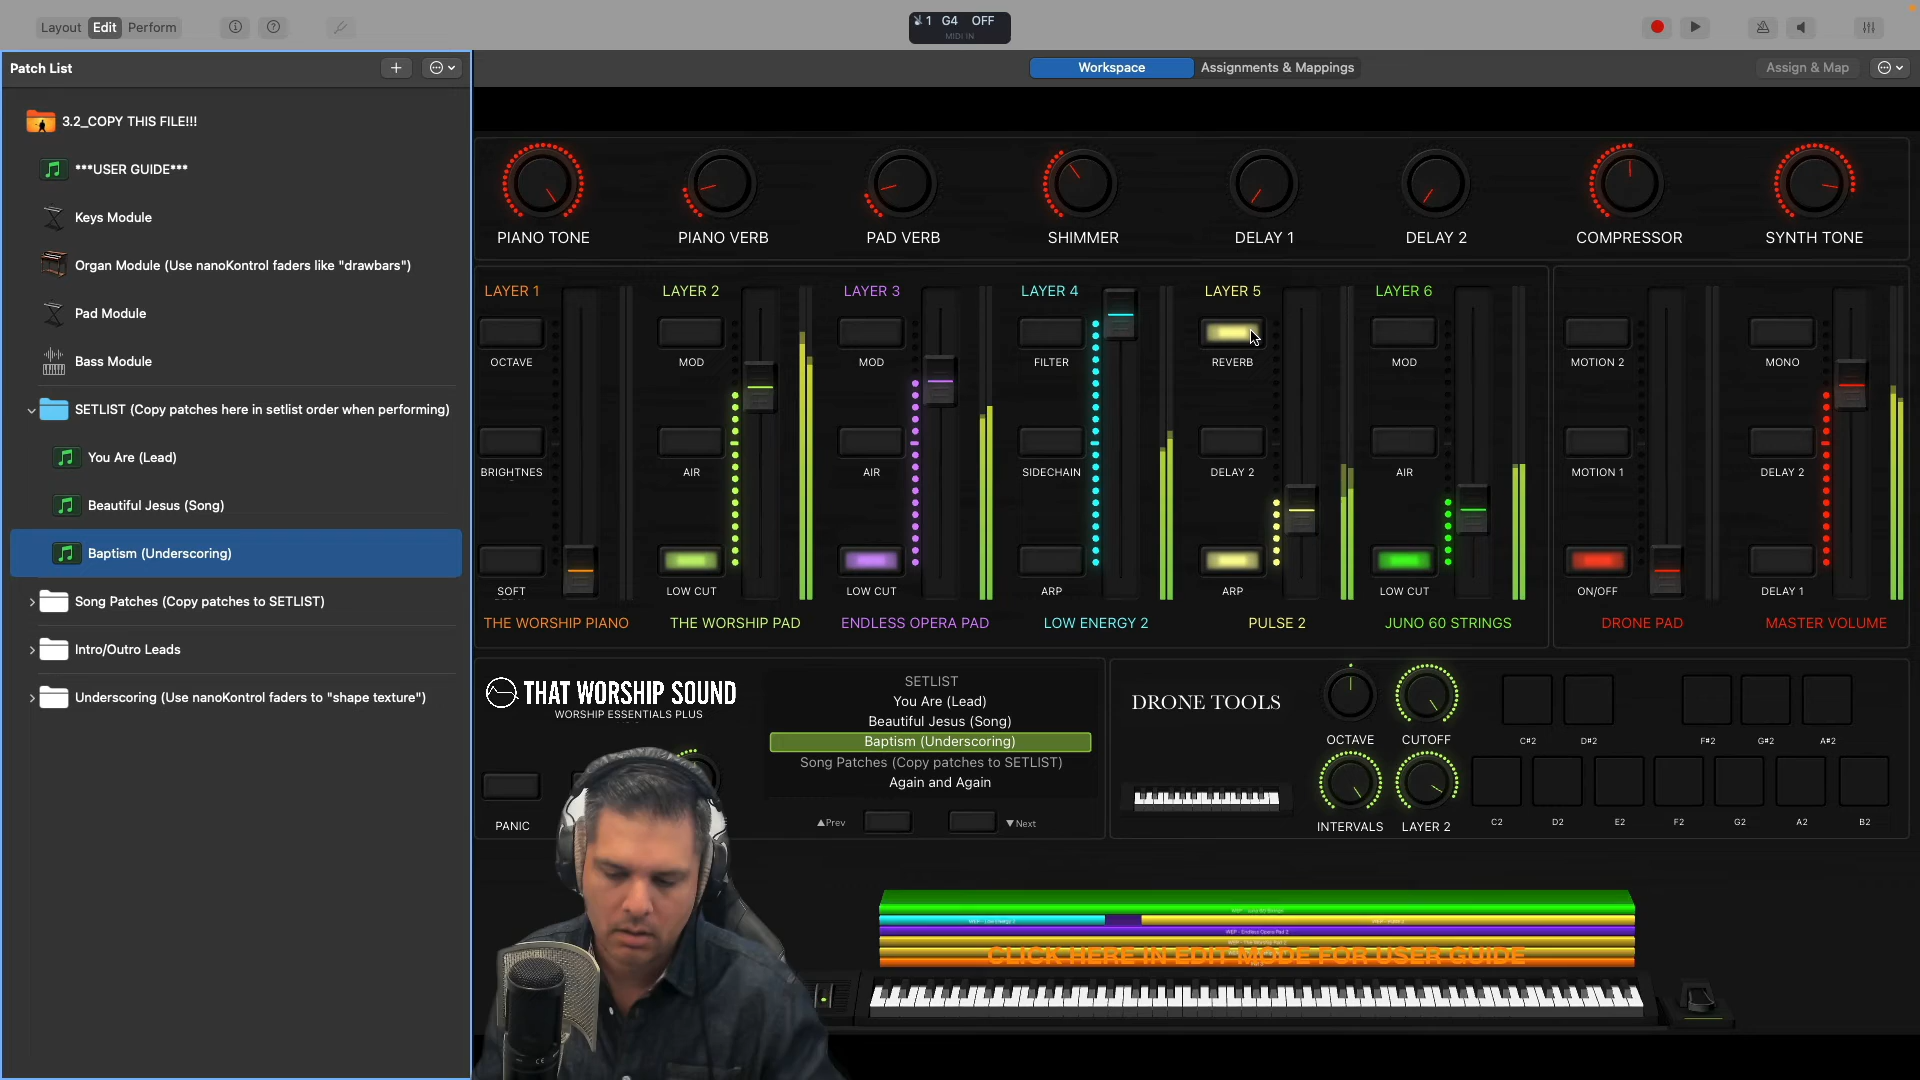 Layout Edit Perform
1 G4 OFF
MIDI IN
Patch List
Workspace
Assignments & Mappings
Assign & Map
3.2_COPY THIS FILE!!!
***USER GUIDE***
Keys Module
Organ Module (Use nanoKontrol faders like "drawbars")
Pad Module
Bass Module
SETLIST (Copy patches here in setlist order when performing)
You Are (Lead)
Beautiful Jesus (Song)
Baptism (Underscoring)
Song Patches (Copy patches to SETLIST)
Intro/Outro Leads
Underscoring (Use nanoKontrol faders to "shape texture")
PIANO TONE PIANO VERB PAD VERB SHIMMER DELAY 1 DELAY 2 COMPRESSOR SYNTH TONE
LAYER 1 LAYER 2 LAYER 3 LAYER 4 LAYER 5 LAYER 6
OCTAVE MOD MOD FILTER REVERB MOD MOTION 2 MONO
BRIGHTNES AIR AIR SIDECHAIN DELAY 2 AIR MOTION 1 DELAY 2
SOFT LOW CUT LOW CUT ARP ARP LOW CUT ON/OFF DELAY 1
THE WORSHIP PIANO THE WORSHIP PAD ENDLESS OPERA PAD LOW ENERGY 2 PULSE 2 JUNO 60 STRINGS DRONE PAD MASTER VOLUME
THAT WORSHIP SOUND
WORSHIP ESSENTIALS PLUS
PANIC
SETLIST
You Are (Lead)
Beautiful Jesus (Song)
Baptism (Underscoring)
Song Patches (Copy patches to SETLIST)
Again and Again
▲Prev ▼Next
DRONE TOOLS
OCTAVE CUTOFF
INTERVALS LAYER 2
C#2 D#2 F#2 G#2 A#2
C2 D2 E2 F2 G2 A2 B2
CLICK HERE IN EDIT MODE FOR USER GUIDE